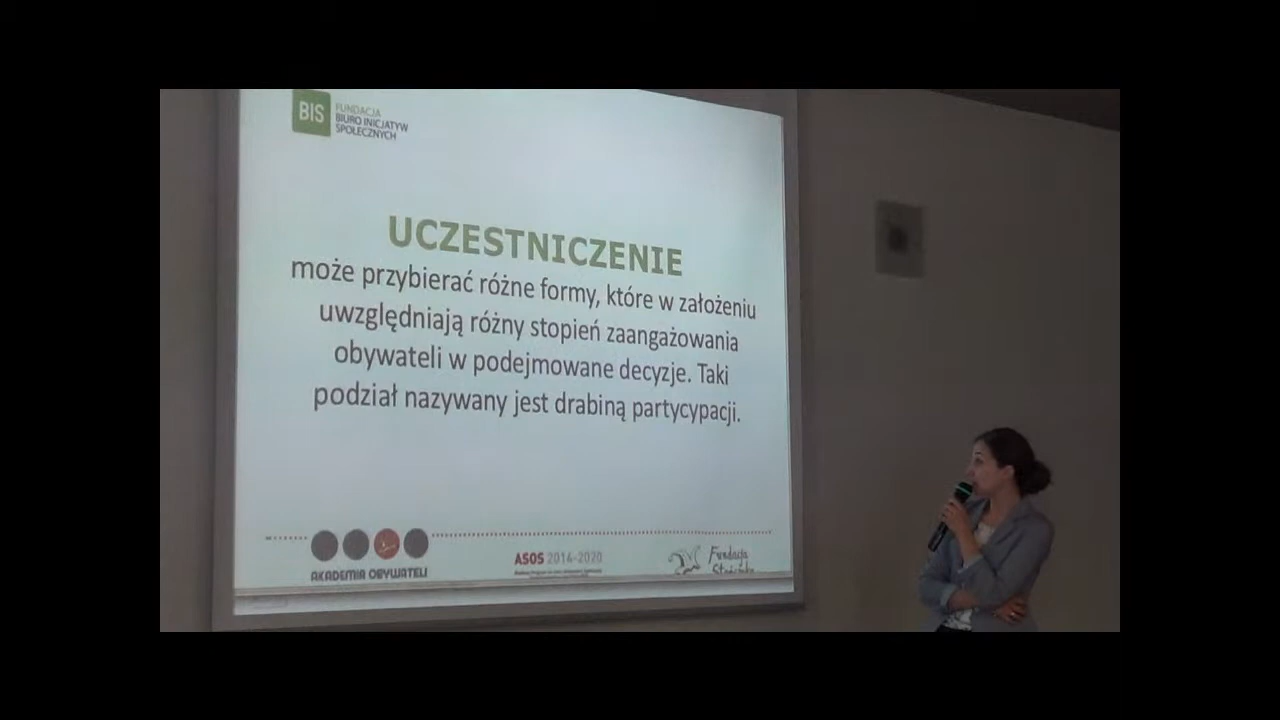 BIS
FUNDACJA
BIURO INICJATYW
SPOŁECZNYCH
UCZESTNICZENIE
może przybierać różne formy, które w założeniu
uwzględniają różny stopień zaangażowania
obywateli w podejmowane decyzje. Taki
podział nazywany jest drabiną partycypacji.
AKADEMIA OBYWATELI
ASOS 2014-2020
Fundacja